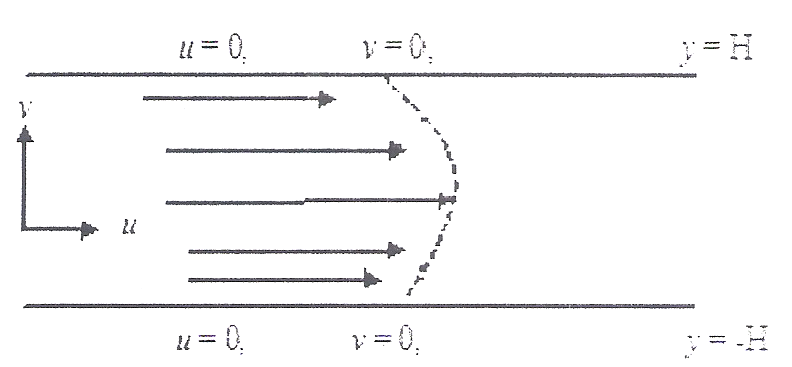 u = 0, v = 0, y = H
v
u
u = 0, v = 0, y = -H